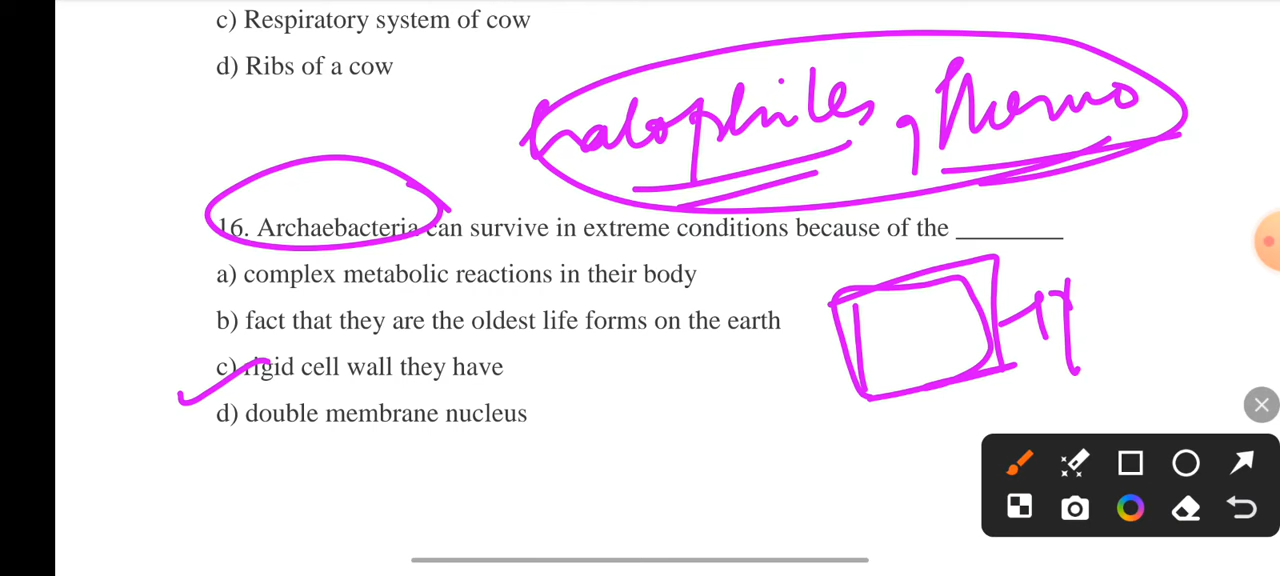 c) Respiratory system of cow
d) Ribs of a cow
halophiles, thermo
16. Archaebacteria can survive in extreme conditions because of the ________
a) complex metabolic reactions in their body
b) fact that they are the oldest life forms on the earth
c) rigid cell wall they have
d) double membrane nucleus